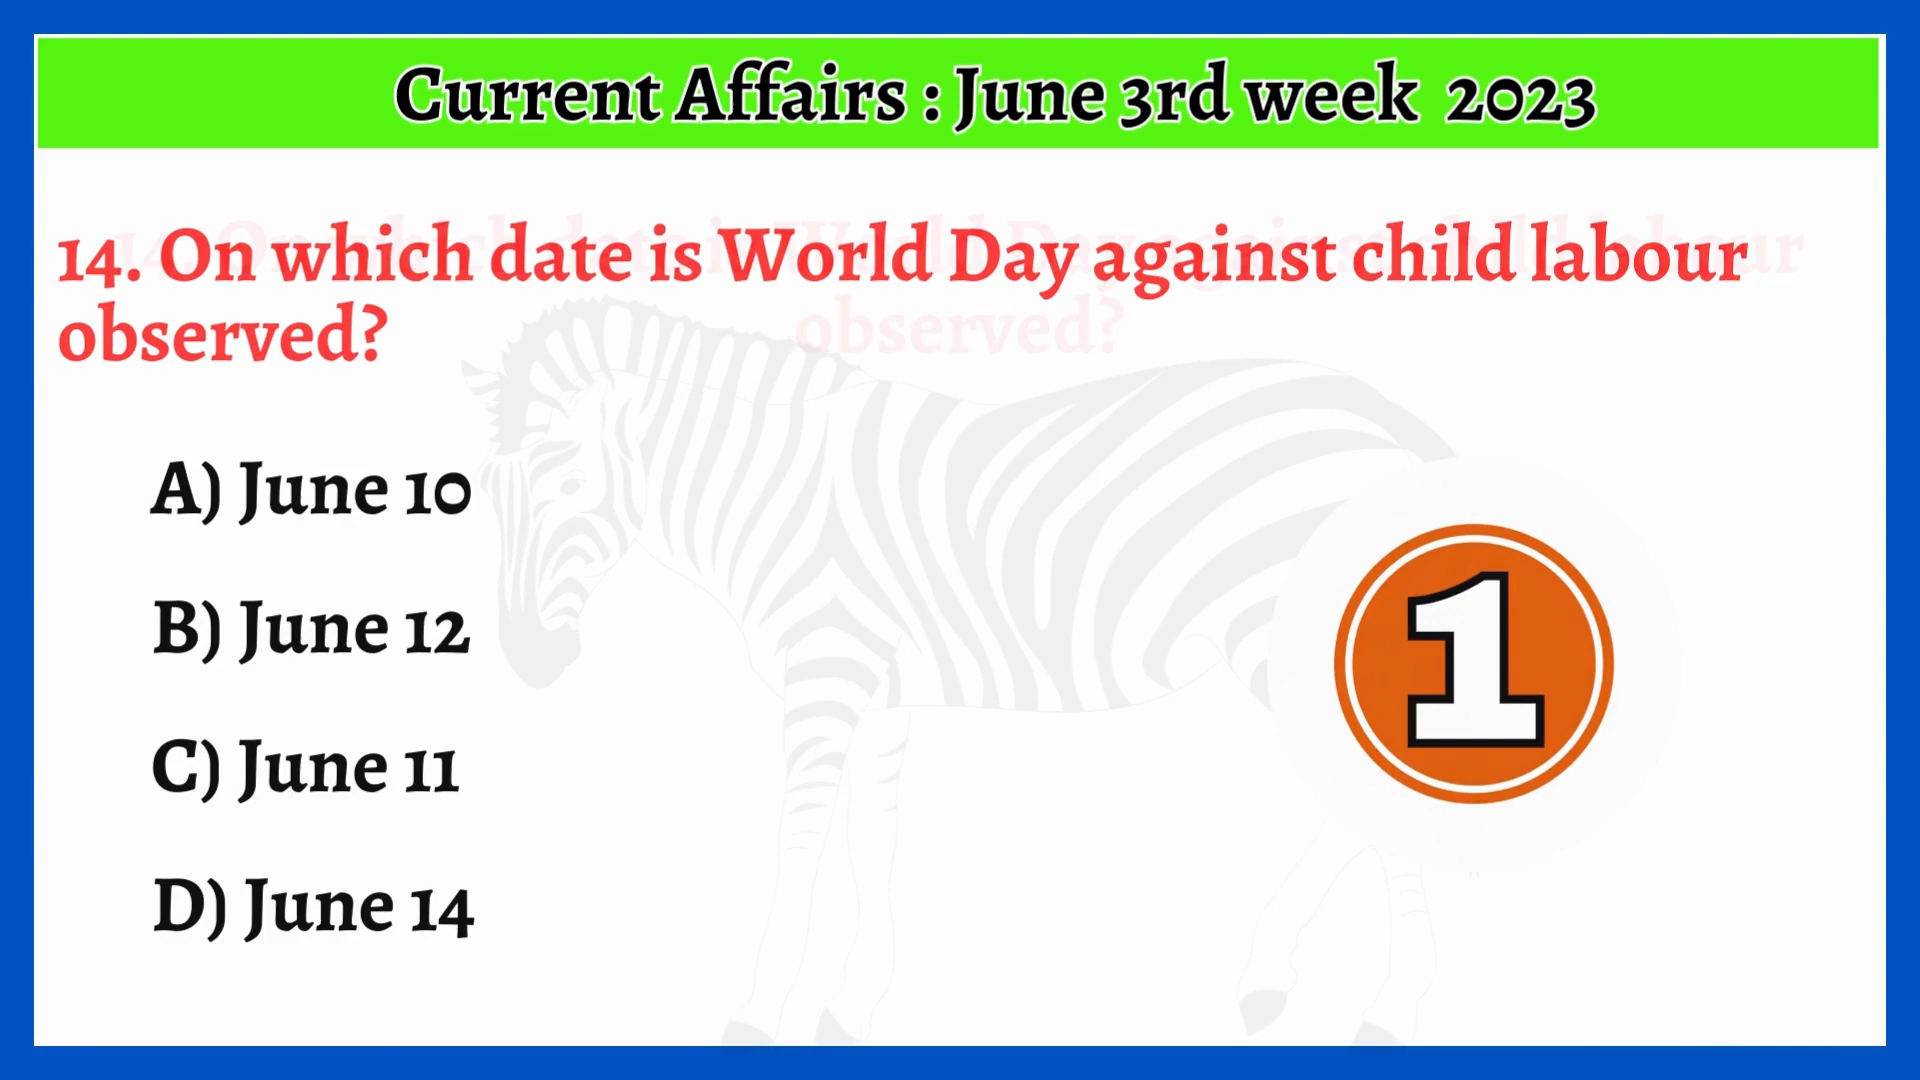 Current Affairs : June 3rd week 2023
14. On which date is World Day against child labour
observed?
A) June 10
B) June 12
C) June 11
D) June 14
1